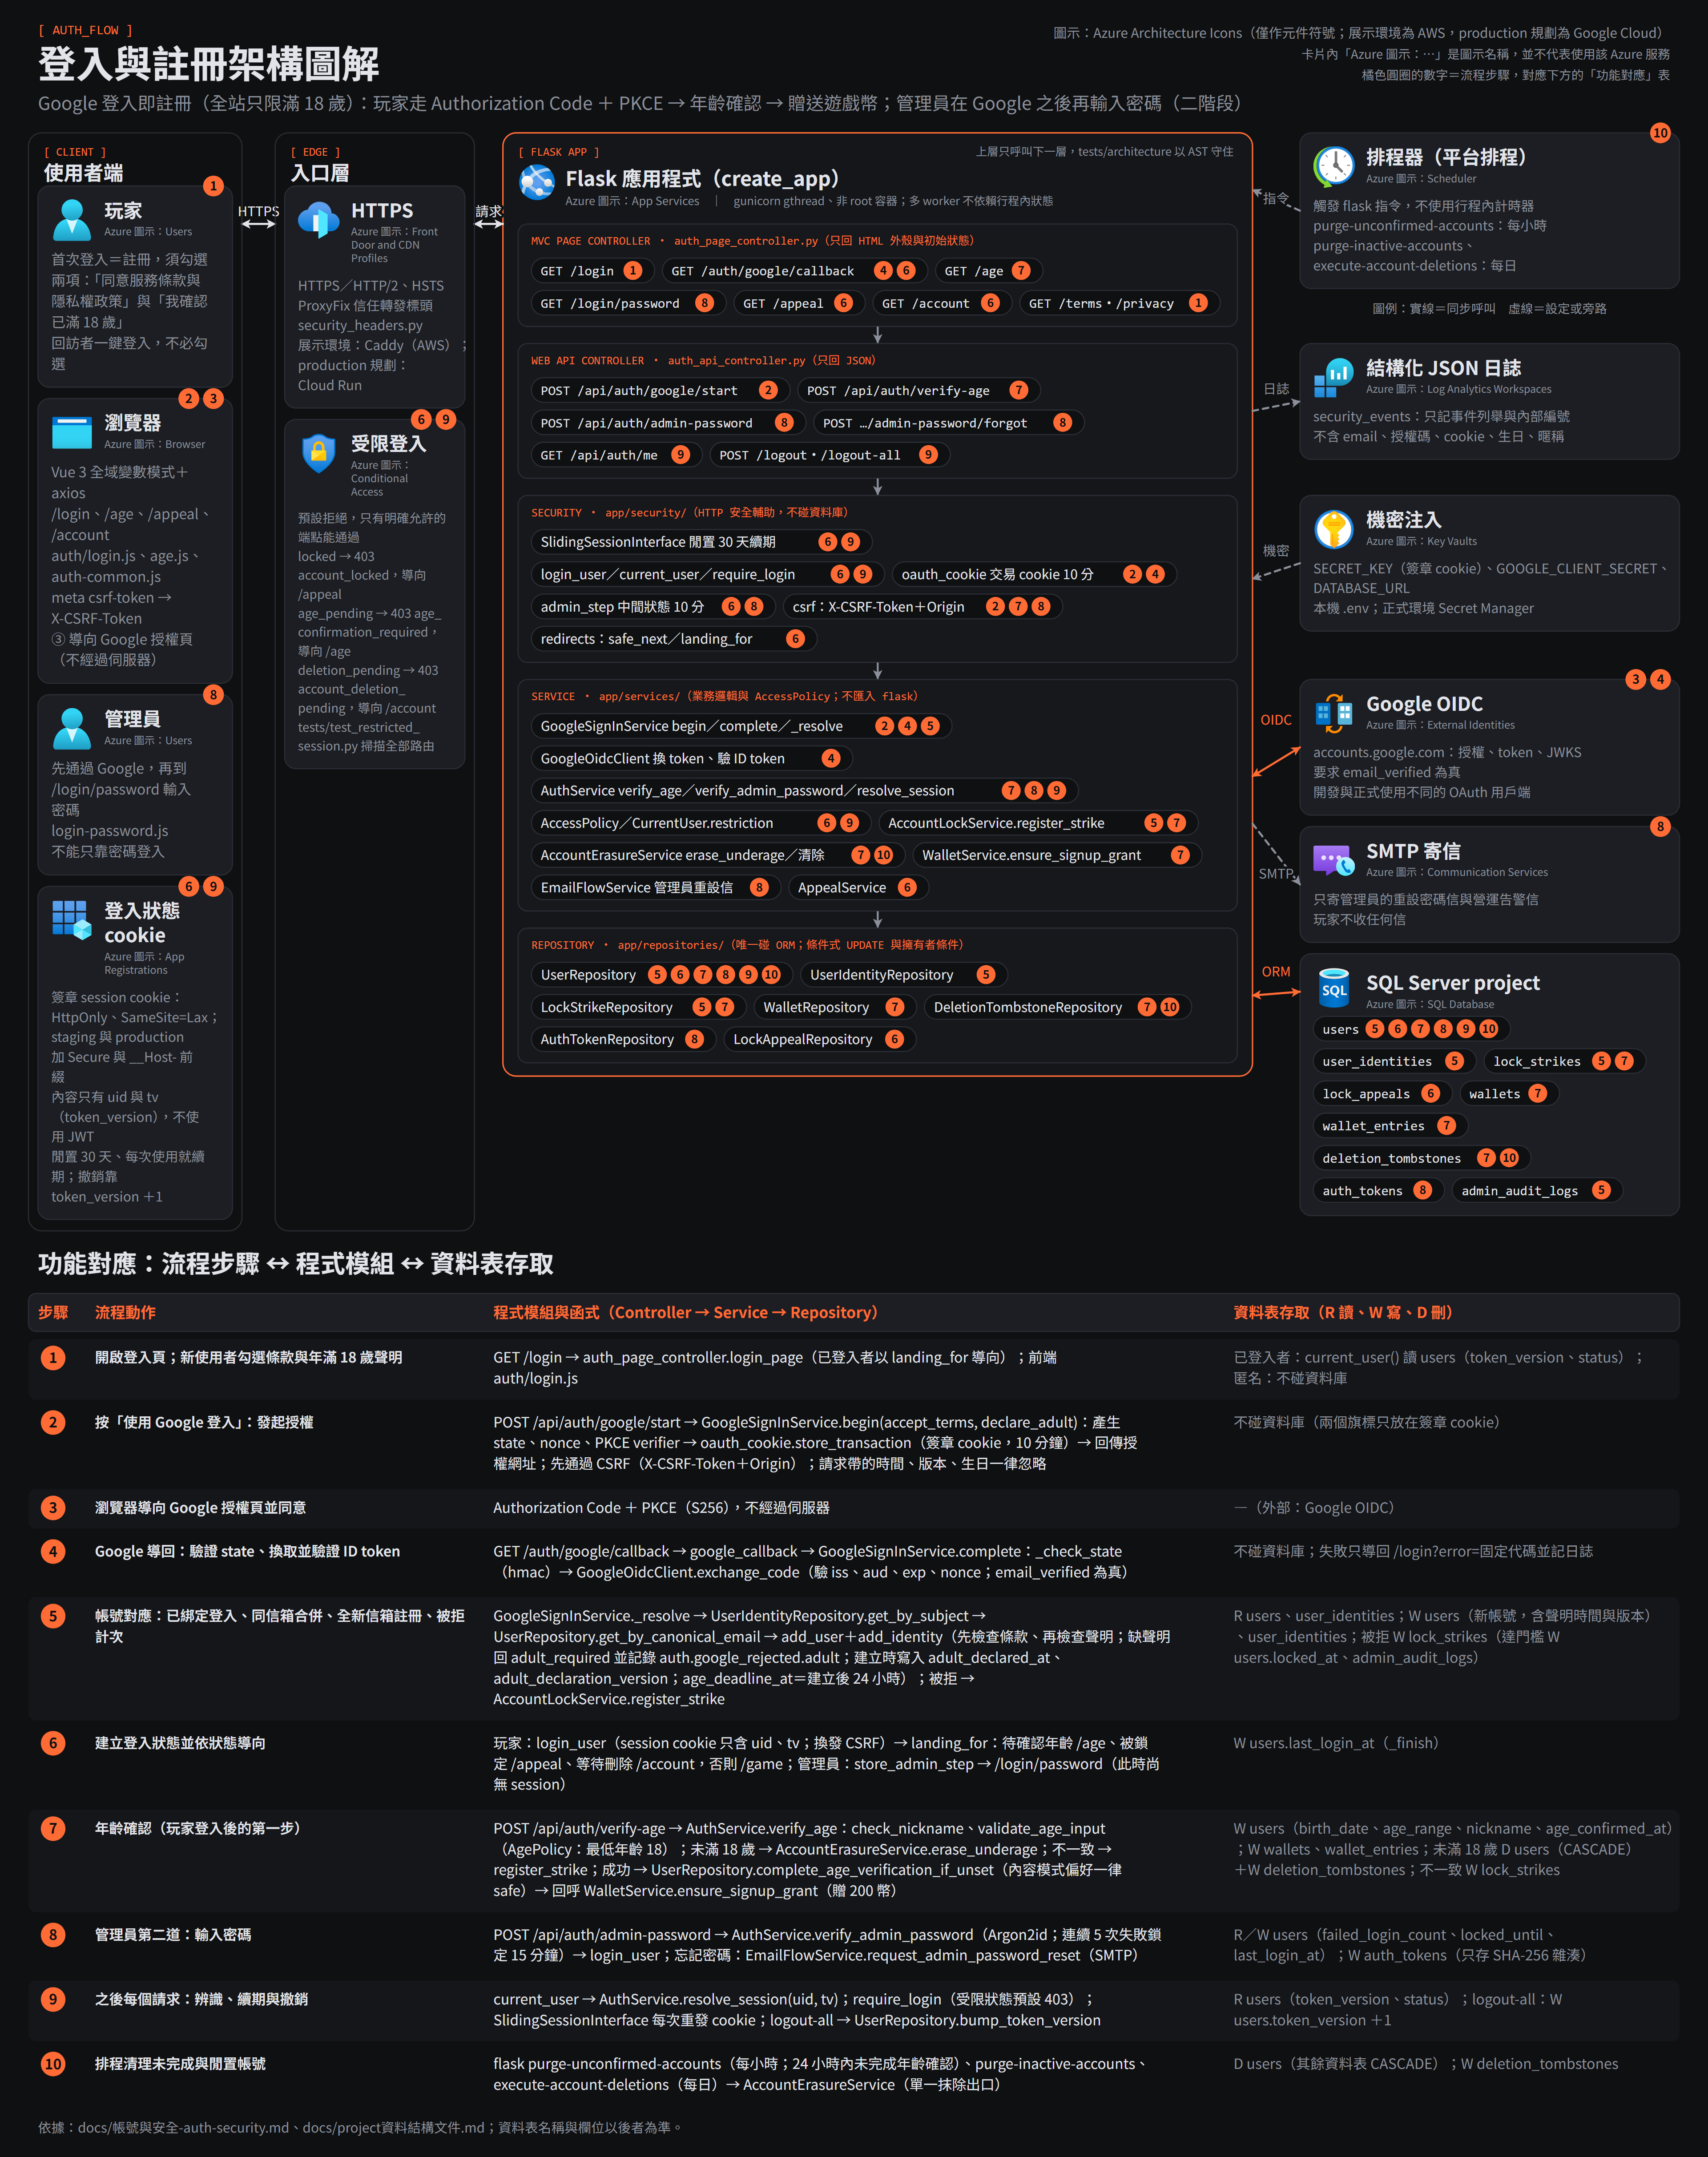 [ AUTH_FLOW ]
登入與註冊架構圖解
Google 登入即註冊（全站只限滿 18 歲）：玩家走 Authorization Code ＋ PKCE → 年齡確認 → 贈送遊戲幣；管理員在 Google 之後再輸入密碼（二階段）
圖示：Azure Architecture Icons（僅作元件符號；展示環境為 AWS，production 規劃為 Google Cloud）
卡片內「Azure 圖示：…」是圖示名稱，並不代表使用該 Azure 服務
橘色圓圈的數字＝流程步驟，對應下方的「功能對應」表
[ CLIENT ]
使用者端
1
玩家
Azure 圖示：Users
首次登入＝註冊，須勾選
兩項：「同意服務條款與
隱私權政策」與「我確認
已滿 18 歲」
回訪者一鍵登入，不必勾
選
2 3
瀏覽器
Azure 圖示：Browser
Vue 3 全域變數模式＋
axios
/login、/age、/appeal、
/account
auth/login.js、age.js、
auth-common.js
meta csrf-token →
X-CSRF-Token
③ 導向 Google 授權頁
（不經過伺服器）
8
管理員
Azure 圖示：Users
先通過 Google，再到
/login/password 輸入
密碼
login-password.js
不能只靠密碼登入
6 9
登入狀態
cookie
Azure 圖示：App
Registrations
簽章 session cookie：
HttpOnly、SameSite=Lax；
staging 與 production
加 Secure 與 __Host- 前
綴
內容只有 uid 與 tv
（token_version），不使
用 JWT
閒置 30 天、每次使用就續
期；撤銷靠
token_version ＋1
HTTPS
[ EDGE ]
入口層
HTTPS
Azure 圖示：Front
Door and CDN
Profiles
HTTPS／HTTP/2、HSTS
ProxyFix 信任轉發標頭
security_headers.py
展示環境：Caddy（AWS）；
production 規劃：
Cloud Run
6 9
受限登入
Azure 圖示：
Conditional
Access
預設拒絕，只有明確允許的
端點能通過
locked → 403
account_locked，導向
/appeal
age_pending → 403 age_
confirmation_required，
導向 /age
deletion_pending → 403
account_deletion_
pending，導向 /account
tests/test_restricted_
session.py 掃描全部路由
請求
[ FLASK APP ]
上層只呼叫下一層，tests/architecture 以 AST 守住
Flask 應用程式（create_app）
Azure 圖示：App Services ｜ gunicorn gthread、非 root 容器；多 worker 不依賴行程內狀態
MVC PAGE CONTROLLER ・ auth_page_controller.py（只回 HTML 外殼與初始狀態）
GET /login 1 GET /auth/google/callback 4 6 GET /age 7
GET /login/password 8 GET /appeal 6 GET /account 6 GET /terms・/privacy 1
WEB API CONTROLLER ・ auth_api_controller.py（只回 JSON）
POST /api/auth/google/start 2 POST /api/auth/verify-age 7
POST /api/auth/admin-password 8 POST …/admin-password/forgot 8
GET /api/auth/me 9 POST /logout・/logout-all 9
SECURITY ・ app/security/（HTTP 安全輔助，不碰資料庫）
SlidingSessionInterface 閒置 30 天續期 6 9
login_user／current_user／require_login 6 9 oauth_cookie 交易 cookie 10 分 2 4
admin_step 中間狀態 10 分 6 8 csrf：X-CSRF-Token＋Origin 2 7 8
redirects：safe_next／landing_for 6
SERVICE ・ app/services/（業務邏輯與 AccessPolicy；不匯入 flask）
GoogleSignInService begin／complete／_resolve 2 4 5
GoogleOidcClient 換 token、驗 ID token 4
AuthService verify_age／verify_admin_password／resolve_session 7 8 9
AccessPolicy／CurrentUser.restriction 6 9 AccountLockService.register_strike 5 7
AccountErasureService erase_underage／清除 7 10 WalletService.ensure_signup_grant 7
EmailFlowService 管理員重設信 8 AppealService 6
REPOSITORY ・ app/repositories/（唯一碰 ORM；條件式 UPDATE 與擁有者條件）
UserRepository 5 6 7 8 9 10 UserIdentityRepository 5
LockStrikeRepository 5 7 WalletRepository 7 DeletionTombstoneRepository 7 10
AuthTokenRepository 8 LockAppealRepository 6
指令
日誌
機密
OIDC
SMTP
ORM
10
排程器（平台排程）
Azure 圖示：Scheduler
觸發 flask 指令，不使用行程內計時器
purge-unconfirmed-accounts：每小時
purge-inactive-accounts、
execute-account-deletions：每日
圖例：實線＝同步呼叫 虛線＝設定或旁路
結構化 JSON 日誌
Azure 圖示：Log Analytics Workspaces
security_events：只記事件列舉與內部編號
不含 email、授權碼、cookie、生日、暱稱
機密注入
Azure 圖示：Key Vaults
SECRET_KEY（簽章 cookie）、GOOGLE_CLIENT_SECRET、
DATABASE_URL
本機 .env；正式環境 Secret Manager
3 4
Google OIDC
Azure 圖示：External Identities
accounts.google.com：授權、token、JWKS
要求 email_verified 為真
開發與正式使用不同的 OAuth 用戶端
8
SMTP 寄信
Azure 圖示：Communication Services
只寄管理員的重設密碼信與營運告警信
玩家不收任何信
SQL
SQL Server project
Azure 圖示：SQL Database
users 5 6 7 8 9 10
user_identities 5 lock_strikes 5 7
lock_appeals 6 wallets 7
wallet_entries 7
deletion_tombstones 7 10
auth_tokens 8 admin_audit_logs 5
功能對應：流程步驟 ↔ 程式模組 ↔ 資料表存取
步驟 流程動作 程式模組與函式（Controller → Service → Repository） 資料表存取（R 讀、W 寫、D 刪）
1 開啟登入頁；新使用者勾選條款與年滿 18 歲聲明
GET /login → auth_page_controller.login_page（已登入者以 landing_for 導向）；前端
auth/login.js
已登入者：current_user() 讀 users（token_version、status）；
匿名：不碰資料庫
2 按「使用 Google 登入」：發起授權
POST /api/auth/google/start → GoogleSignInService.begin(accept_terms, declare_adult)：產生
state、nonce、PKCE verifier → oauth_cookie.store_transaction（簽章 cookie，10 分鐘）→ 回傳授
權網址；先通過 CSRF（X-CSRF-Token＋Origin）；請求帶的時間、版本、生日一律忽略
不碰資料庫（兩個旗標只放在簽章 cookie）
3 瀏覽器導向 Google 授權頁並同意
Authorization Code ＋ PKCE（S256），不經過伺服器
—（外部：Google OIDC）
4 Google 導回：驗證 state、換取並驗證 ID token
GET /auth/google/callback → google_callback → GoogleSignInService.complete：_check_state
（hmac）→ GoogleOidcClient.exchange_code（驗 iss、aud、exp、nonce；email_verified 為真）
不碰資料庫；失敗只導回 /login?error=固定代碼並記日誌
5 帳號對應：已綁定登入、同信箱合併、全新信箱註冊、被拒
計次
GoogleSignInService._resolve → UserIdentityRepository.get_by_subject →
UserRepository.get_by_canonical_email → add_user＋add_identity（先檢查條款、再檢查聲明；缺聲明
回 adult_required 並記錄 auth.google_rejected.adult；建立時寫入 adult_declared_at、
adult_declaration_version；age_deadline_at＝建立後 24 小時）；被拒 →
AccountLockService.register_strike
R users、user_identities；W users（新帳號，含聲明時間與版本）
、user_identities；被拒 W lock_strikes（達門檻 W
users.locked_at、admin_audit_logs）
6 建立登入狀態並依狀態導向
玩家：login_user（session cookie 只含 uid、tv；換發 CSRF）→ landing_for：待確認年齡 /age、被鎖
定 /appeal、等待刪除 /account，否則 /game；管理員：store_admin_step → /login/password（此時尚
無 session）
W users.last_login_at（_finish）
7 年齡確認（玩家登入後的第一步）
POST /api/auth/verify-age → AuthService.verify_age：check_nickname、validate_age_input
（AgePolicy：最低年齡 18）；未滿 18 歲 → AccountErasureService.erase_underage；不一致 →
register_strike；成功 → UserRepository.complete_age_verification_if_unset（內容模式偏好一律
safe）→ 回呼 WalletService.ensure_signup_grant（贈 200 幣）
W users（birth_date、age_range、nickname、age_confirmed_at）
；W wallets、wallet_entries；未滿 18 歲 D users（CASCADE）
＋W deletion_tombstones；不一致 W lock_strikes
8 管理員第二道：輸入密碼
POST /api/auth/admin-password → AuthService.verify_admin_password（Argon2id；連續 5 次失敗鎖
定 15 分鐘）→ login_user；忘記密碼：EmailFlowService.request_admin_password_reset（SMTP）
R／W users（failed_login_count、locked_until、
last_login_at）；W auth_tokens（只存 SHA-256 雜湊）
9 之後每個請求：辨識、續期與撤銷
current_user → AuthService.resolve_session(uid, tv)；require_login（受限狀態預設 403）；
SlidingSessionInterface 每次重發 cookie；logout-all → UserRepository.bump_token_version
R users（token_version、status）；logout-all：W
users.token_version ＋1
10 排程清理未完成與閒置帳號
flask purge-unconfirmed-accounts（每小時；24 小時內未完成年齡確認）、purge-inactive-accounts、
execute-account-deletions（每日）→ AccountErasureService（單一抹除出口）
D users（其餘資料表 CASCADE）；W deletion_tombstones
依據：docs/帳號與安全-auth-security.md、docs/project資料結構文件.md；資料表名稱與欄位以後者為準。